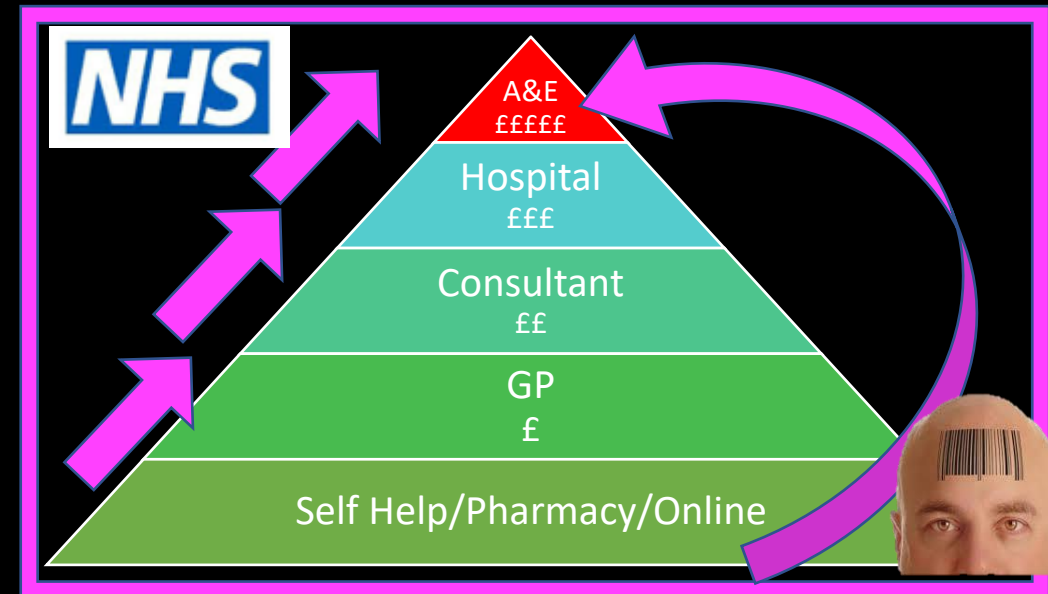 NHS
A&E
£££££
Hospital
£££
Consultant
££
GP
£
Self Help/Pharmacy/Online